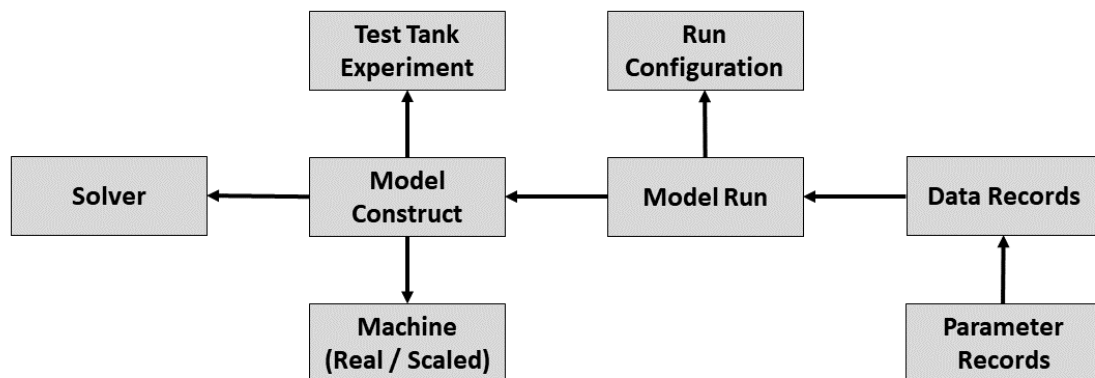 Test Tank
Experiment
Run
Configuration
Solver
Model
Construct
Model Run
Data Records
Machine
(Real / Scaled)
Parameter
Records